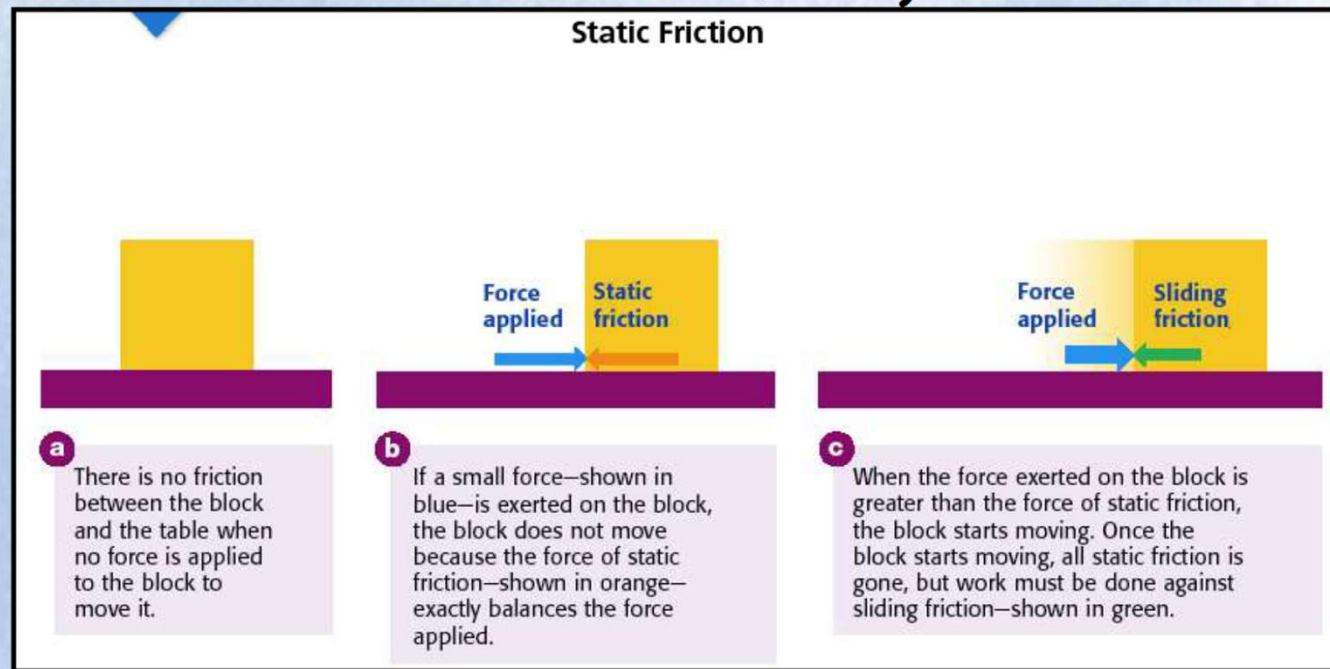 Static Friction
Force
applied
Static
friction
Force
applied
Sliding
friction
a
There is no friction
between the block
and the table when
no force is applied
to the block to
move it.
b
If a small force—shown in
blue—is exerted on the block,
the block does not move
because the force of static
friction—shown in orange—
exactly balances the force
applied.
c
When the force exerted on the block is
greater than the force of static friction,
the block starts moving. Once the
block starts moving, all static friction is
gone, but work must be done against
sliding friction—shown in green.